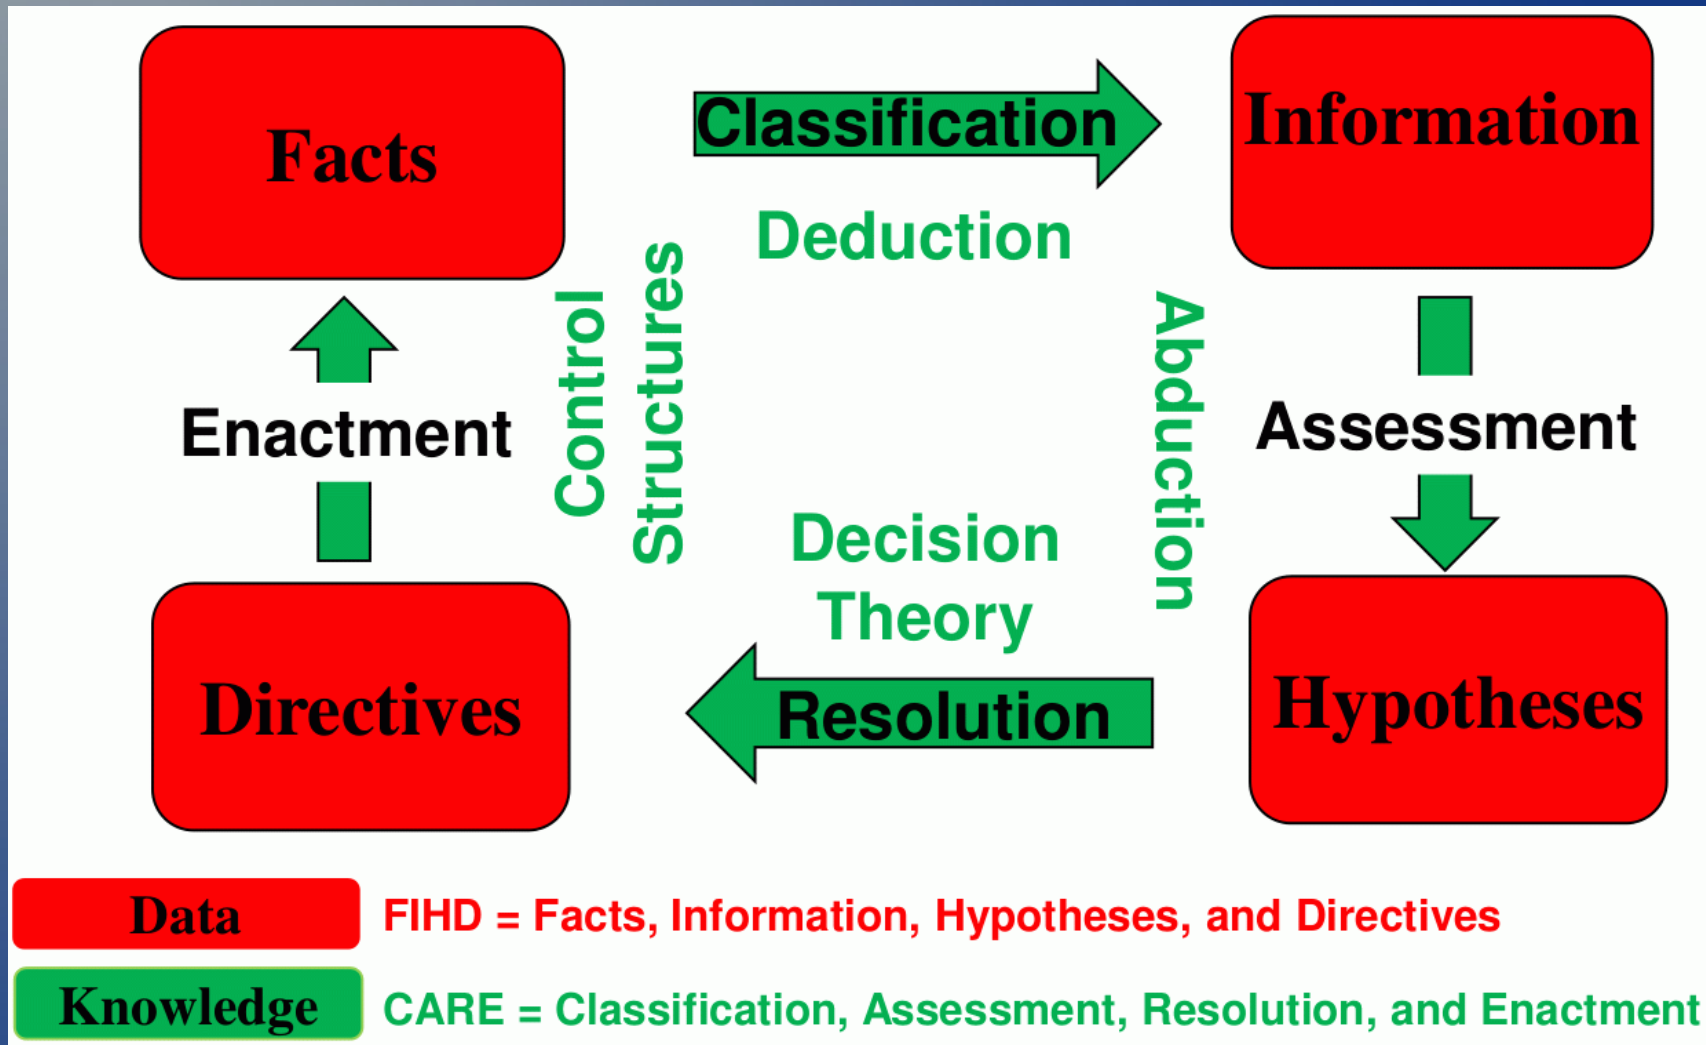 Facts
Classification
Information
Deduction
Control
Structures
Abduction
Enactment
Assessment
Decision
Theory
Directives
Resolution
Hypotheses
Data
FIHD = Facts, Information, Hypotheses, and Directives
Knowledge
CARE = Classification, Assessment, Resolution, and Enactment